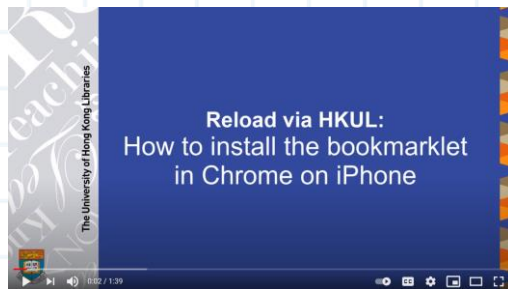 Reload via HKUL:
How to install the bookmarklet
in Chrome on iPhone
The University of Hong Kong Libraries
0:02 / 1:39